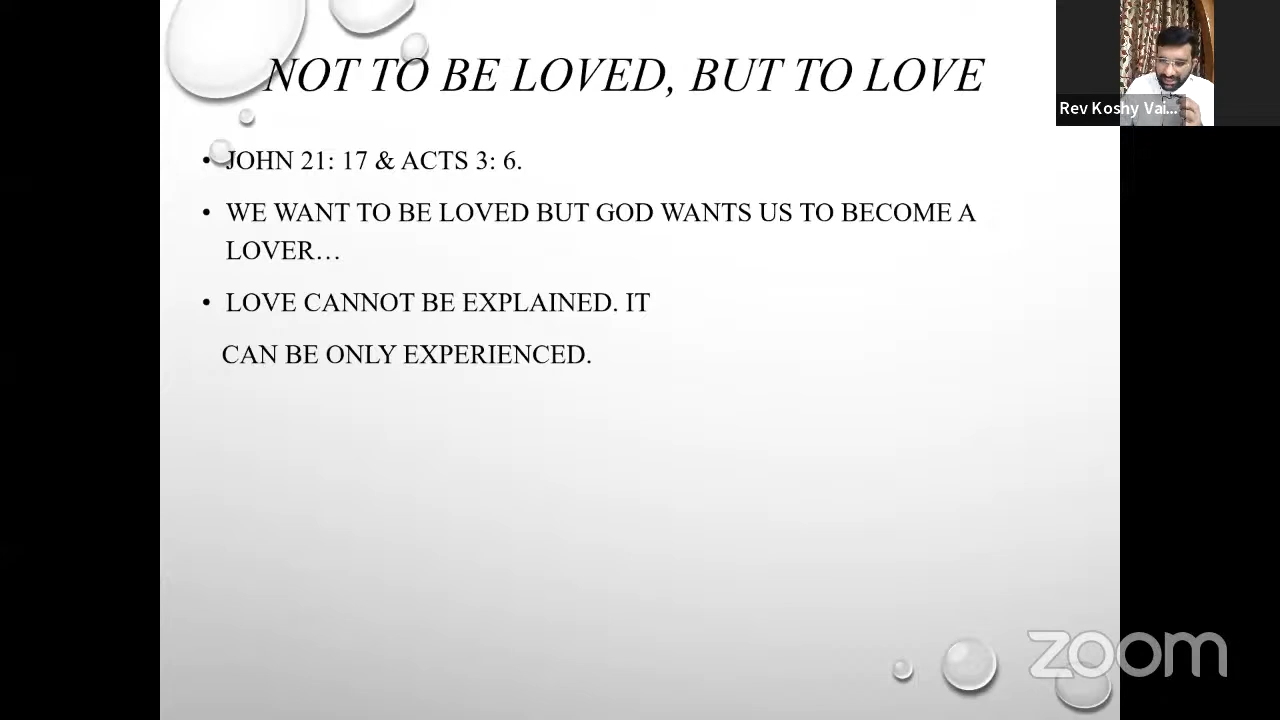 NOT TO BE LOVED, BUT TO LOVE
Rev Koshy Vai...
• JOHN 21: 17 & ACTS 3: 6.
• WE WANT TO BE LOVED BUT GOD WANTS US TO BECOME A
LOVER…
• LOVE CANNOT BE EXPLAINED. IT
CAN BE ONLY EXPERIENCED.
zoom